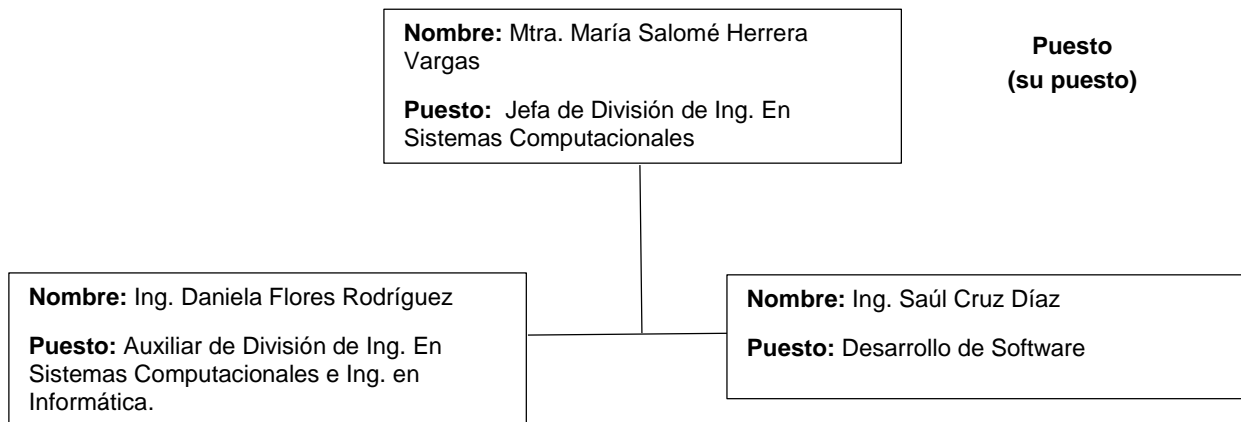 Nombre: Mtra. María Salomé Herrera
Vargas
Puesto: Jefa de División de Ing. En
Sistemas Computacionales
Puesto
(su puesto)
Nombre: Ing. Daniela Flores Rodríguez
Puesto: Auxiliar de División de Ing. En
Sistemas Computacionales e Ing. en
Informática.
Nombre: Ing. Saúl Cruz Díaz
Puesto: Desarrollo de Software